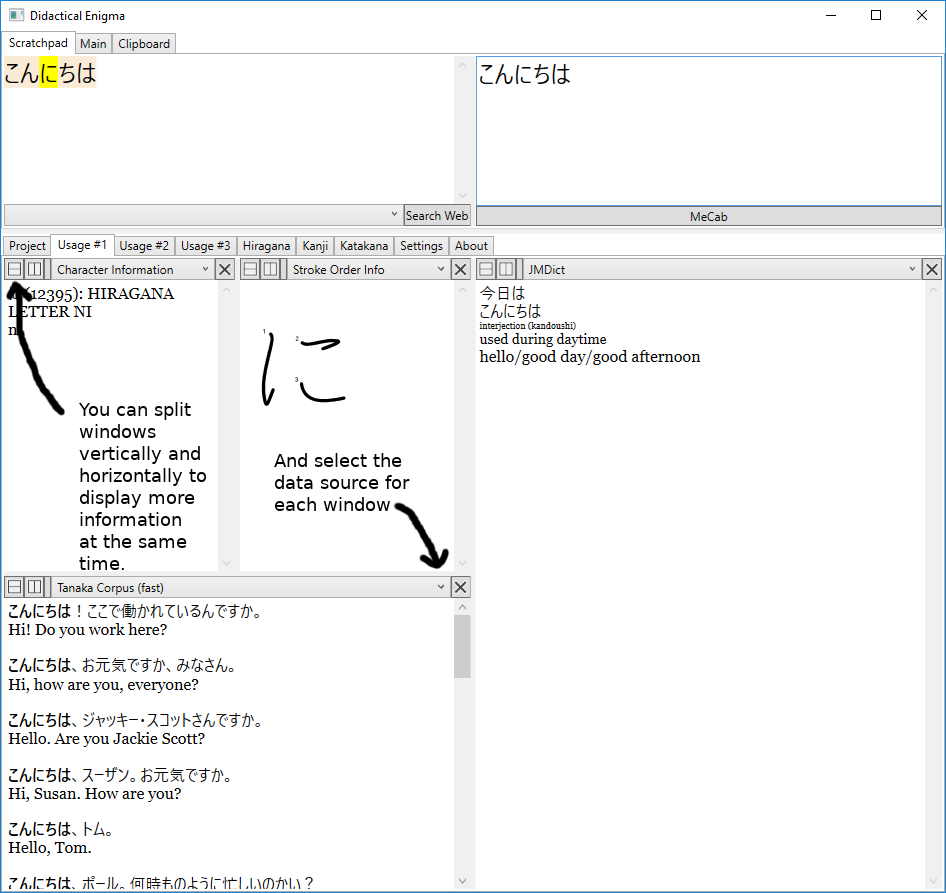 Didactical Enigma
Scratchpad Main Clipboard
こんにちは
こんにちは
Search Web
MeCab
Project Usage #1 Usage #2 Usage #3 Hiragana Kanji Katakana Settings About
Character Information
(12395): HIRAGANA
LETTER NI
n
You can split
windows
vertically and
horizontally to
display more
information
at the same
time.
Stroke Order Info
1
2
3
に
And select the
data source for
each window
JMDict
今日は
こんにちは
interjection (kandoushi)
used during daytime
hello/good day/good afternoon
Tanaka Corpus (fast)
こんにちは！ここで働かれているんですか。
Hi! Do you work here?
こんにちは、お元気ですか、みなさん。
Hi, how are you, everyone?
こんにちは、ジャッキー・スコットさんですか。
Hello. Are you Jackie Scott?
こんにちは、スーザン。お元気ですか。
Hi, Susan. How are you?
こんにちは、トム。
Hello, Tom.
こんにちは、ポール。何時ものように忙しいのかい？